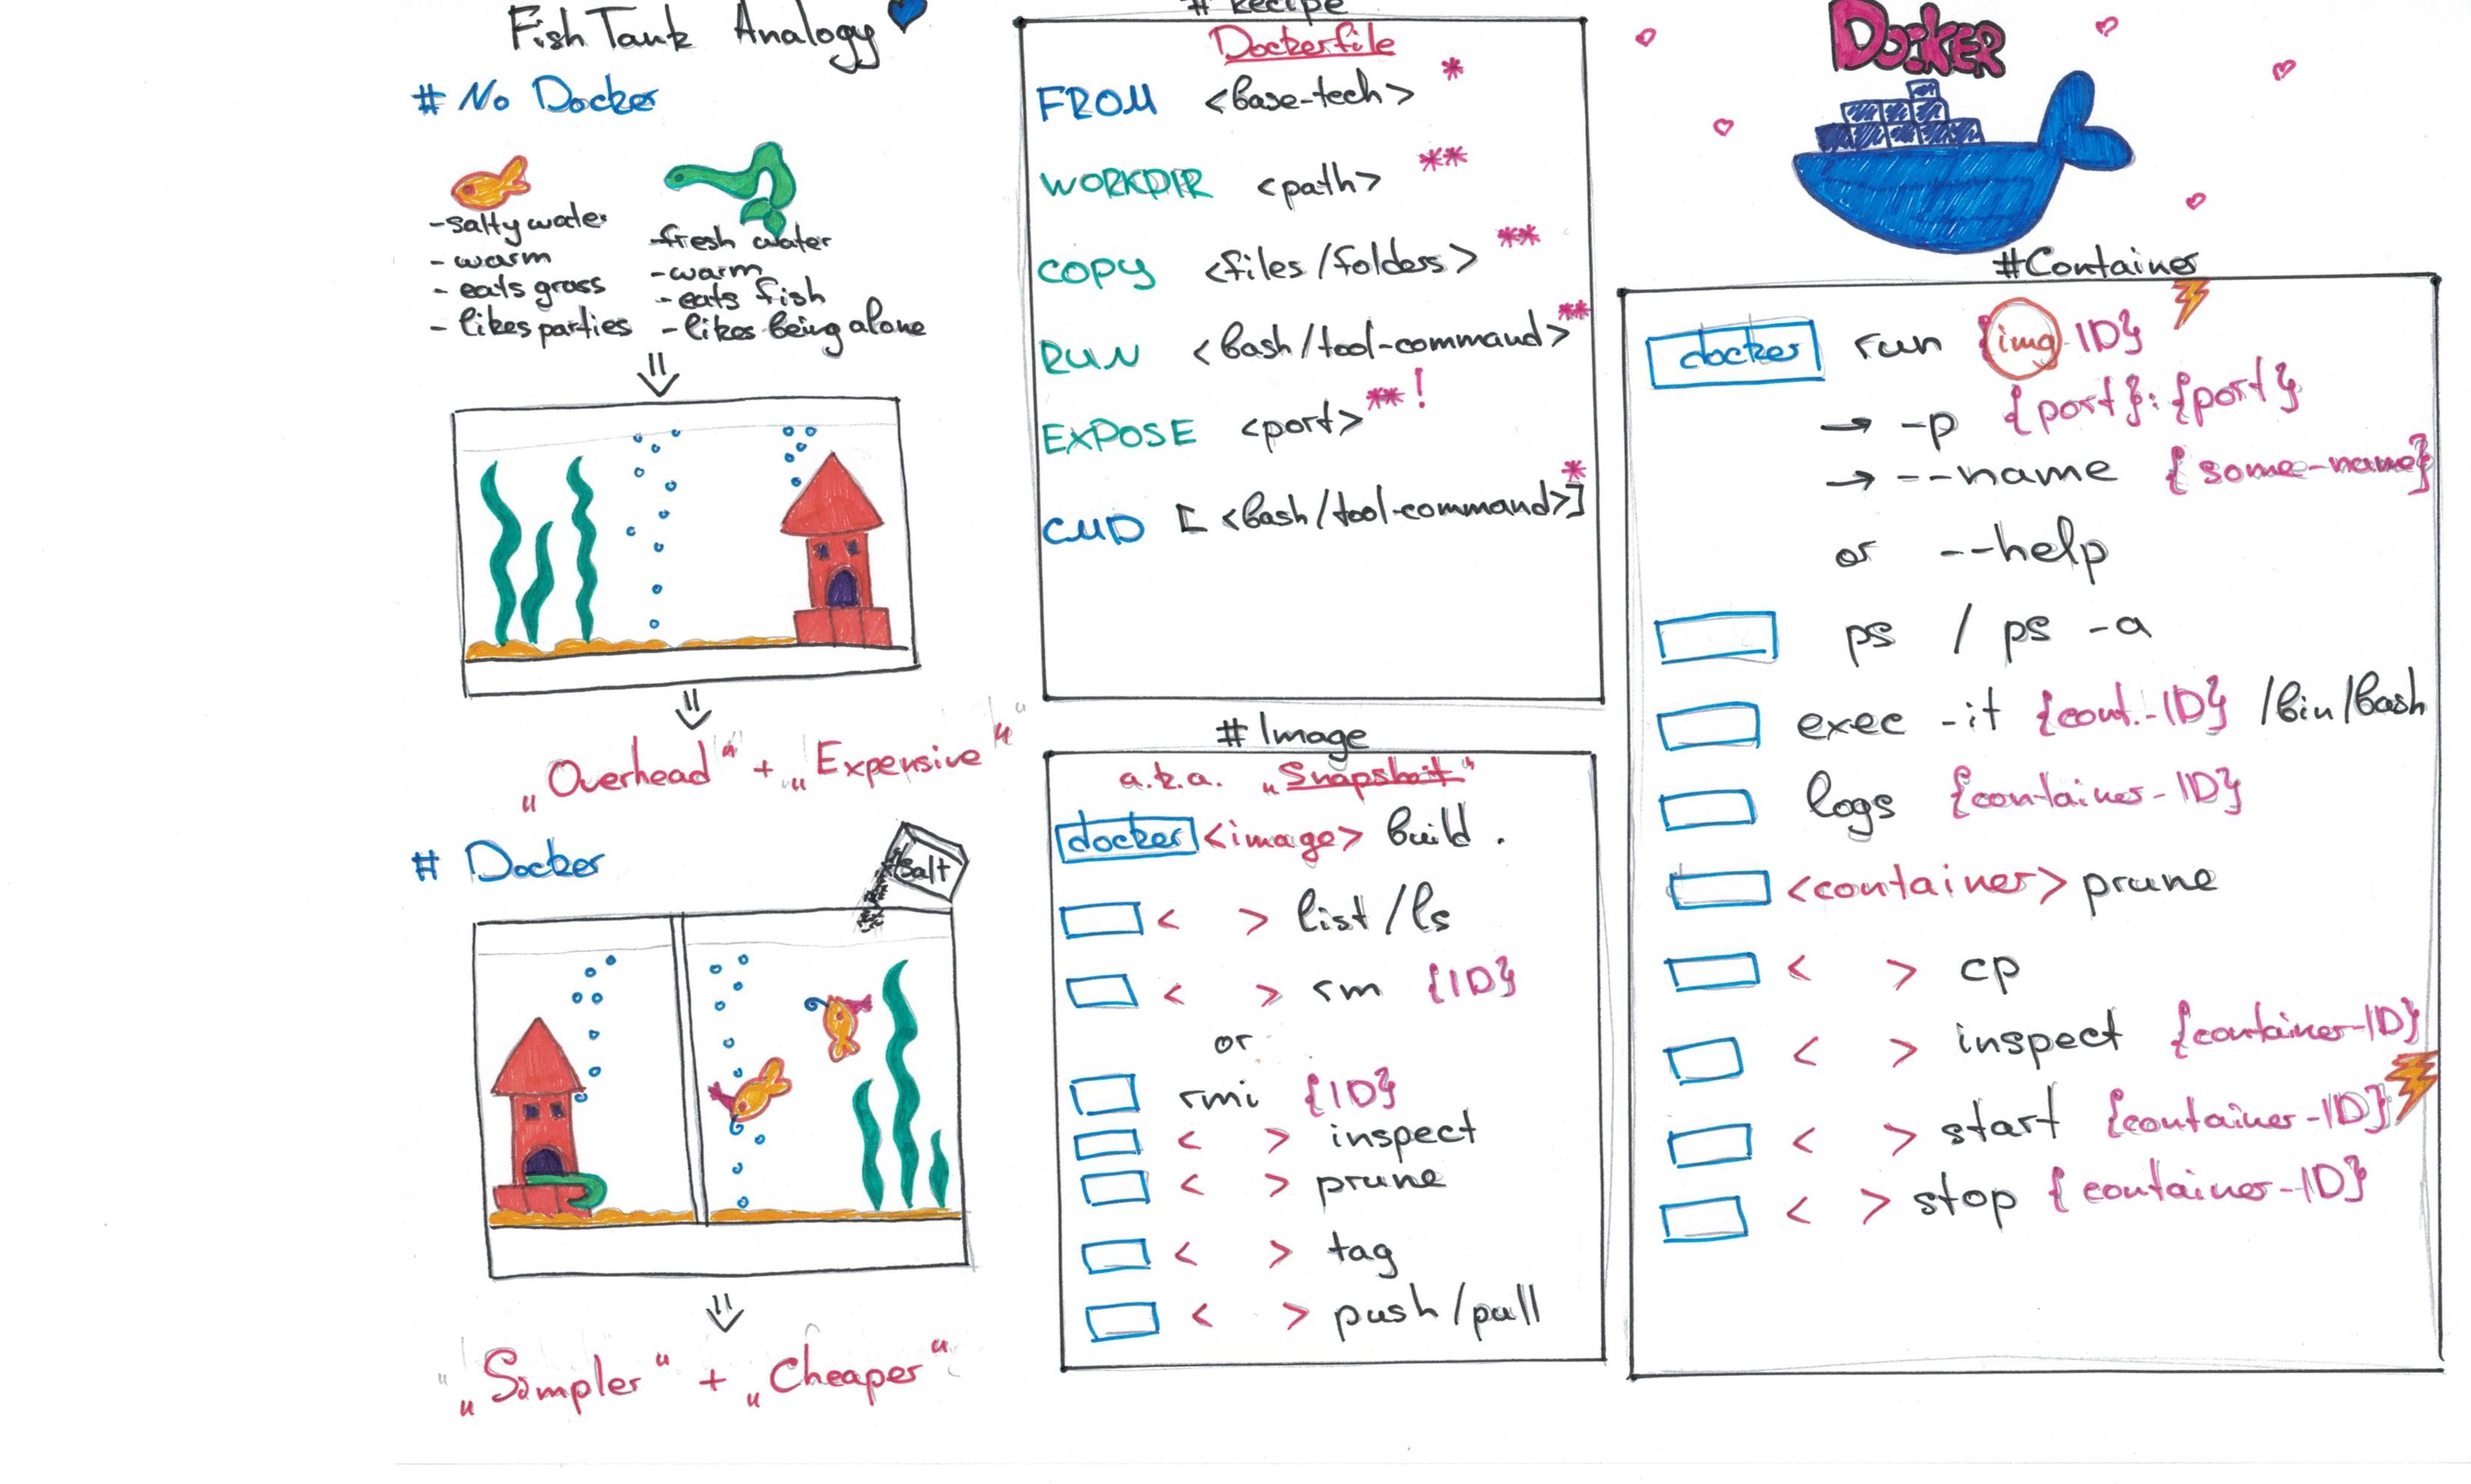 Fish Tank Analogy
# No Docker
- salty water
- warm
- eats grass
- likes parties
- fresh water
- warm
- eats fish
- likes being alone
„Overhead“ + „Expensive“
# Docker
Salt
„Simpler“ + „Cheaper“
# Recipe
Dockerfile
FROM <base-tech> *
WORKDIR <path> **
COPY <files/folders> **
RUN <bash/tool-command> **
EXPOSE <port> ** !
CMD [ <bash/tool-command>] *
# Image
a.k.a. „Snapshot“
docker <image> build .
< > list/ls
< > rm {ID}
or
rmi {ID}
< > inspect
< > prune
< > tag
< > push/pull
DOCKER
#Container
docker run {img ID}
→ -p {port}:{port}
→ --name {some-name}
or --help
ps / ps -a
exec -it {cont.-ID} /bin/bash
logs {container-ID}
<container> prune
< > cp
< > inspect {container-ID}
< > start {container-ID}
< > stop {container-ID}